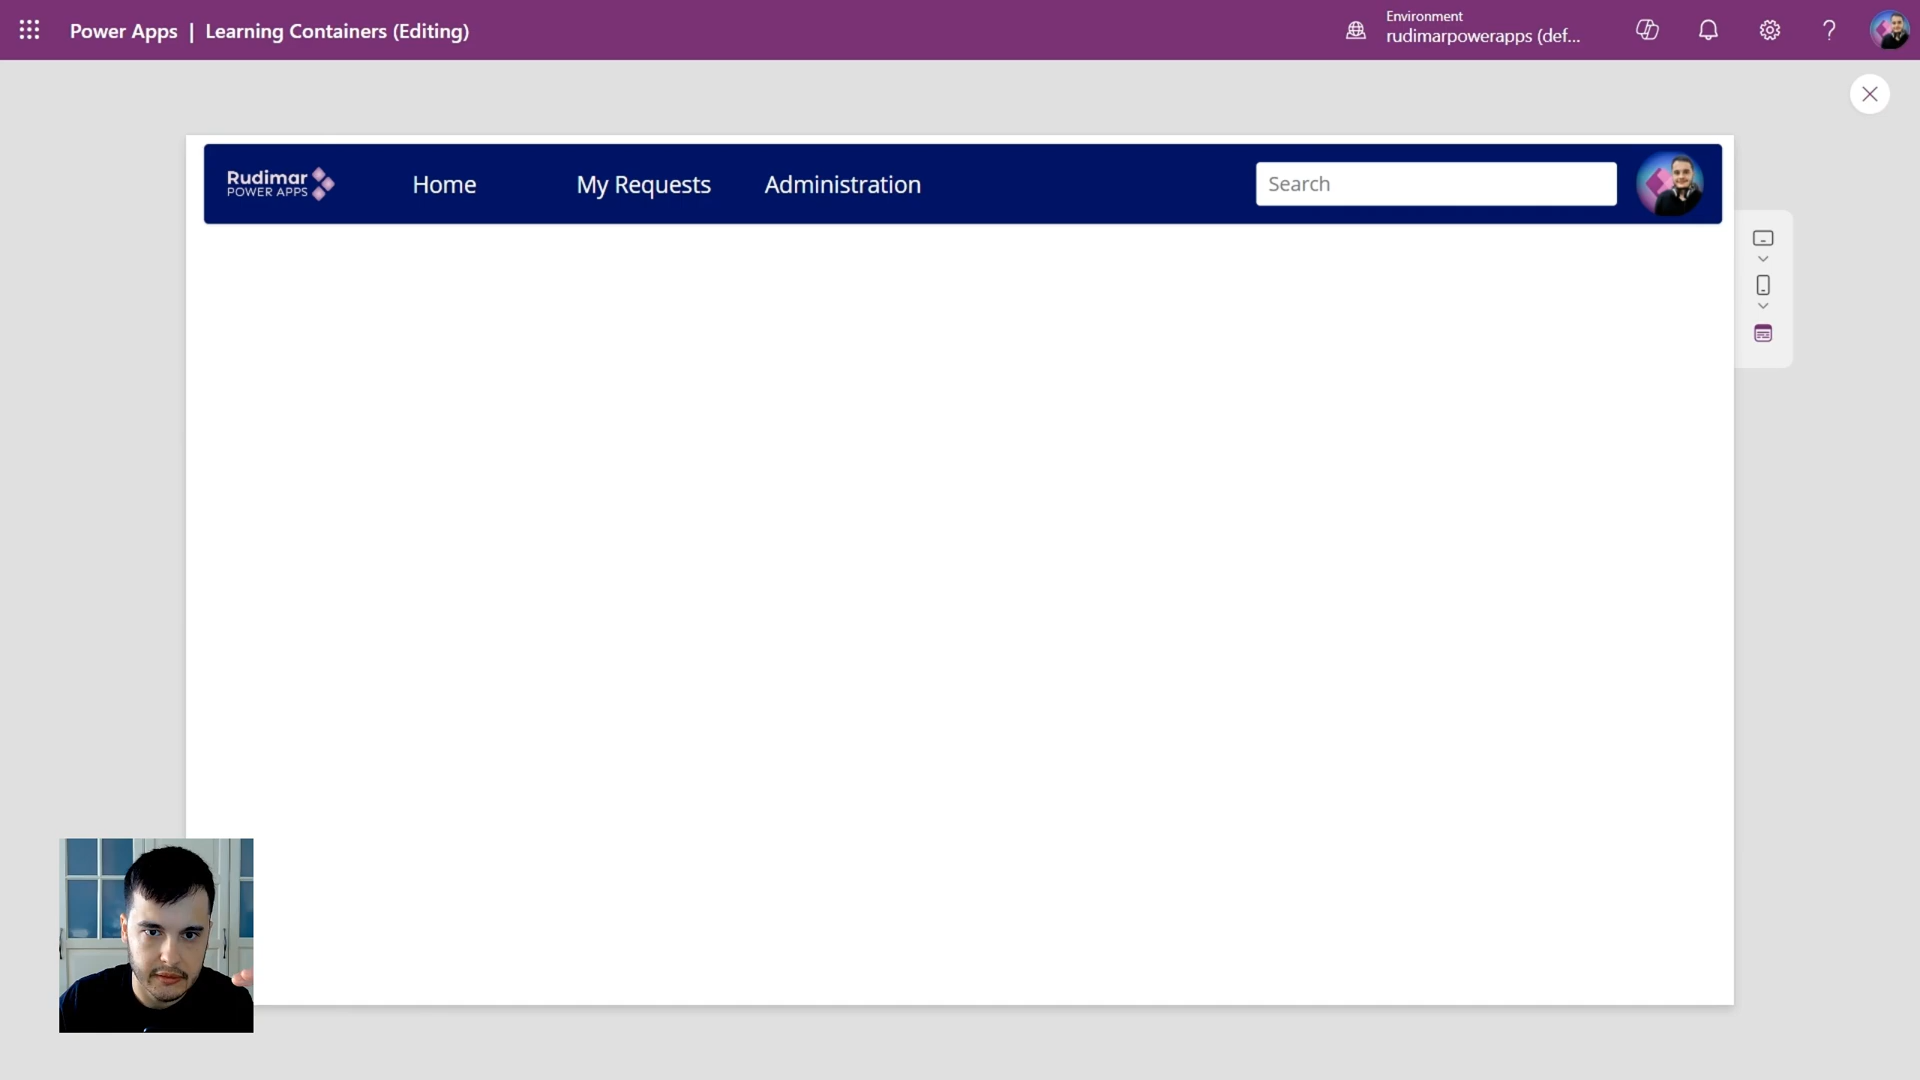 Power Apps | Learning Containers (Editing)
Environment
rudimarpowerapps (def...
Rudimar
POWER APPS
Home
My Requests
Administration
Search